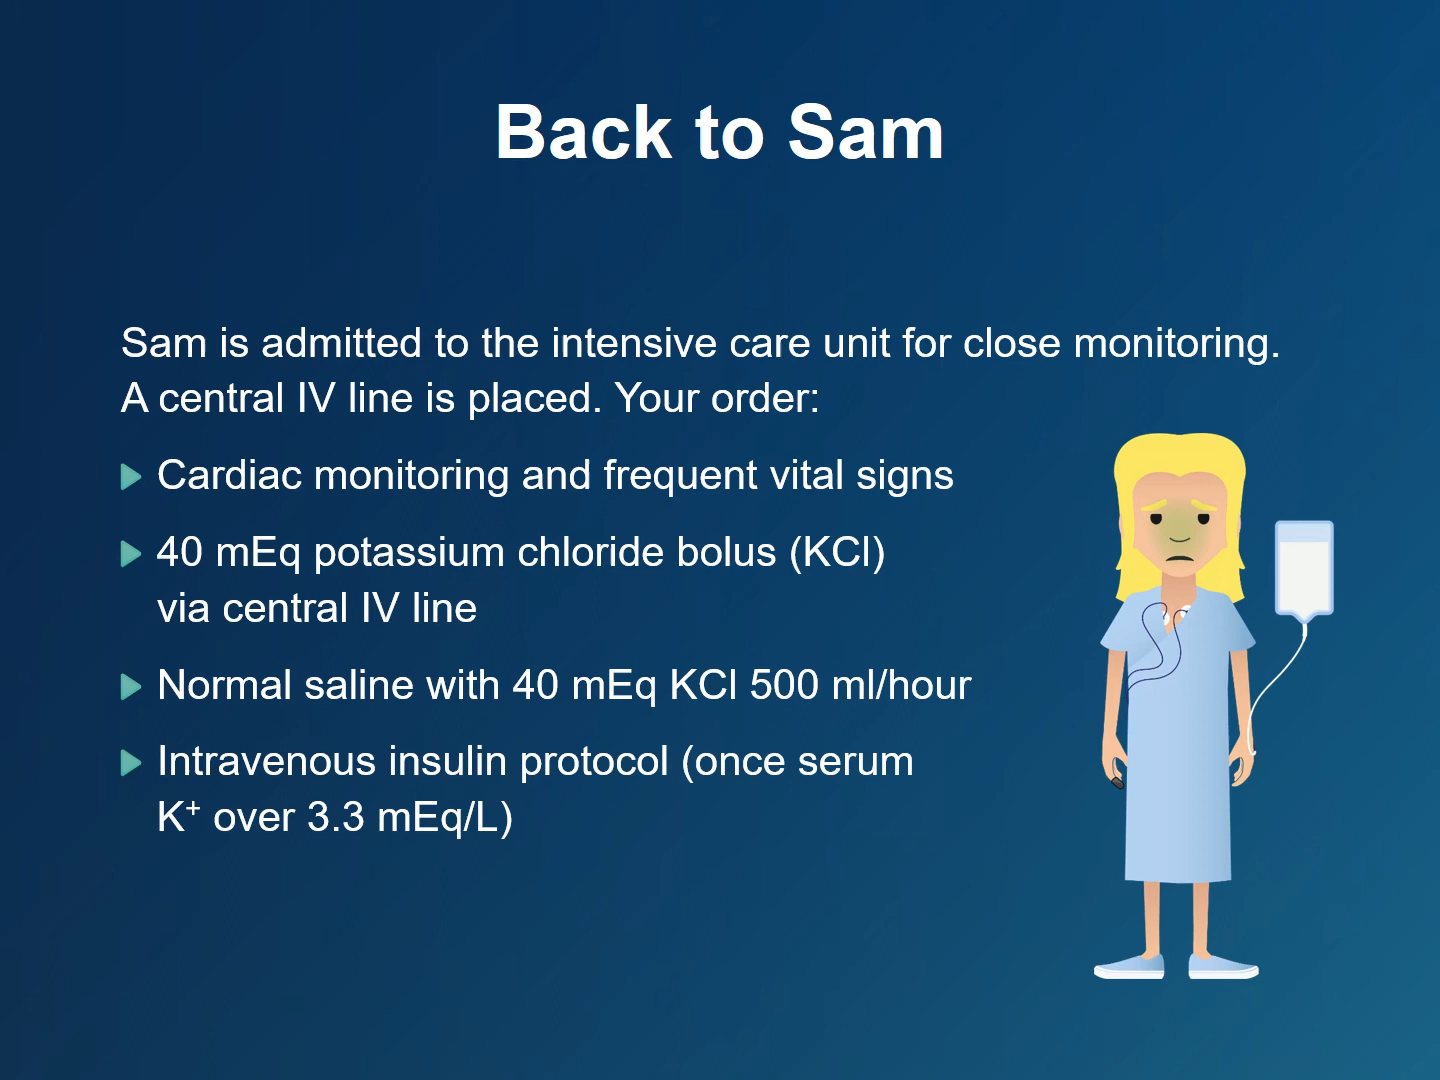 Back to Sam
Sam is admitted to the intensive care unit for close monitoring.
A central IV line is placed. Your order:
Cardiac monitoring and frequent vital signs
40 mEq potassium chloride bolus (KCl)
via central IV line
Normal saline with 40 mEq KCl 500 ml/hour
Intravenous insulin protocol (once serum
K⁺ over 3.3 mEq/L)